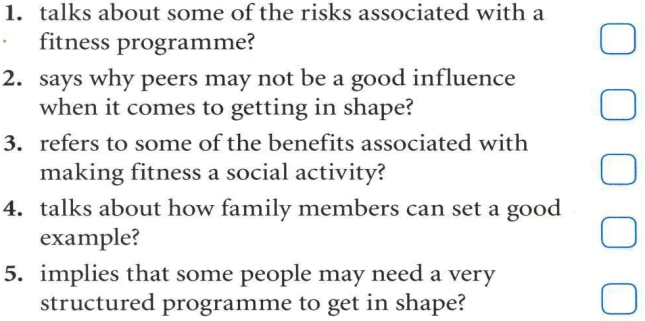 1. talks about some of the risks associated with a
fitness programme?
2. says why peers may not be a good influence
when it comes to getting in shape?
3. refers to some of the benefits associated with
making fitness a social activity?
4. talks about how family members can set a good
example?
5. implies that some people may need a very
structured programme to get in shape?